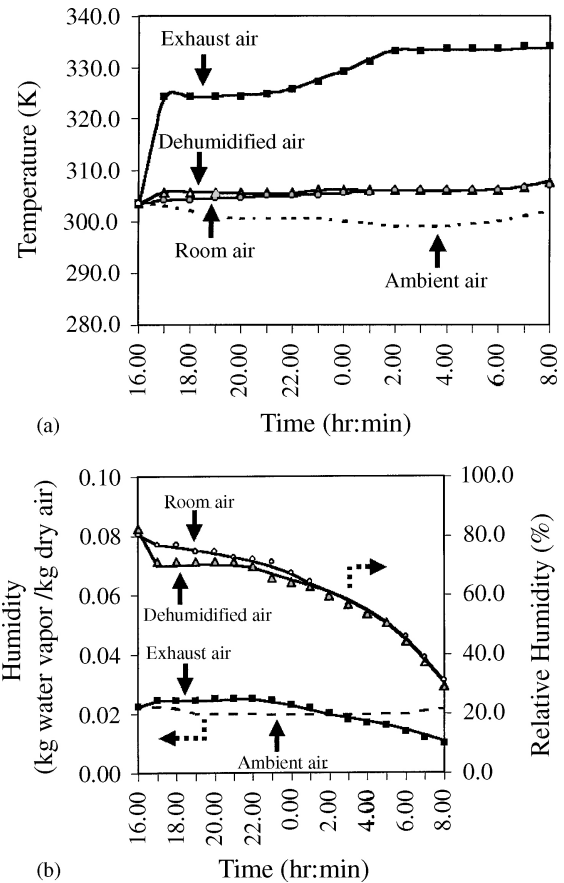 340.0
330.0
320.0
310.0
300.0
290.0
280.0
Temperature (K)
Exhaust air
Dehumidified air
Room air
Ambient air
16.00
18.00
20.00
22.00
0.00
2.00
4.00
6.00
8.00
Time (hr:min)
(a)
0.10
0.08
0.06
0.04
0.02
0.00
Humidity
(kg water vapor /kg dry air)
Room air
Dehumidified air
Exhaust air
Ambient air
100.0
80.0
60.0
40.0
20.0
0.0
Relative Humidity (%)
16.00
18.00
20.00
22.00
0.00
2.00
4.00
6.00
8.00
Time (hr:min)
(b)